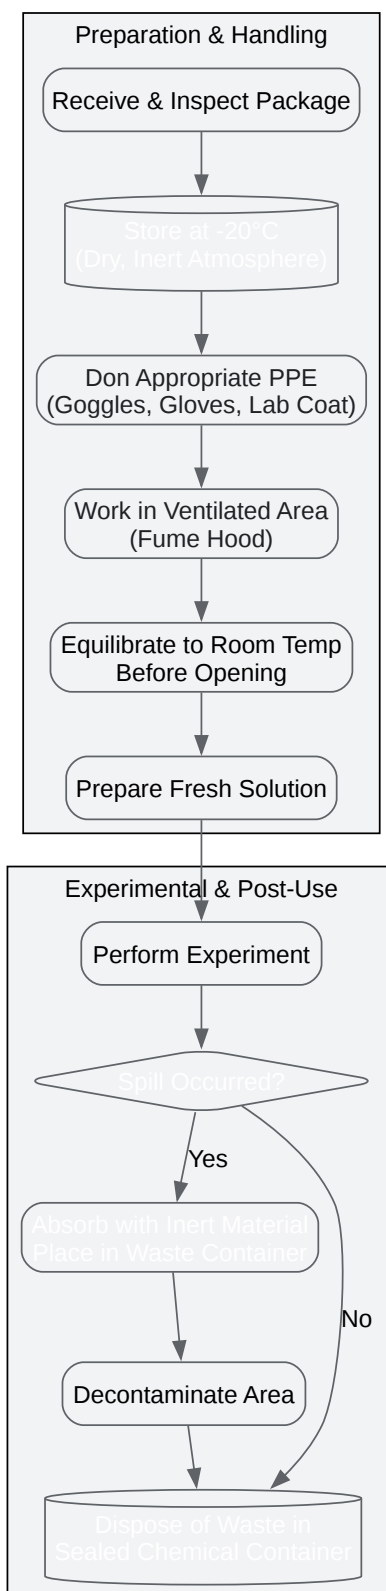 Preparation & Handling
Receive & Inspect Package
Store at -20°C
(Dry, Inert Atmosphere)
Don Appropriate PPE
(Goggles, Gloves, Lab Coat)
Work in Ventilated Area
(Fume Hood)
Equilibrate to Room Temp
Before Opening
Prepare Fresh Solution
Experimental & Post-Use
Perform Experiment
Spill Occurred?
Yes
Absorb with Inert Material
Place in Waste Container
No
Decontaminate Area
Dispose of Waste in
Sealed Chemical Container